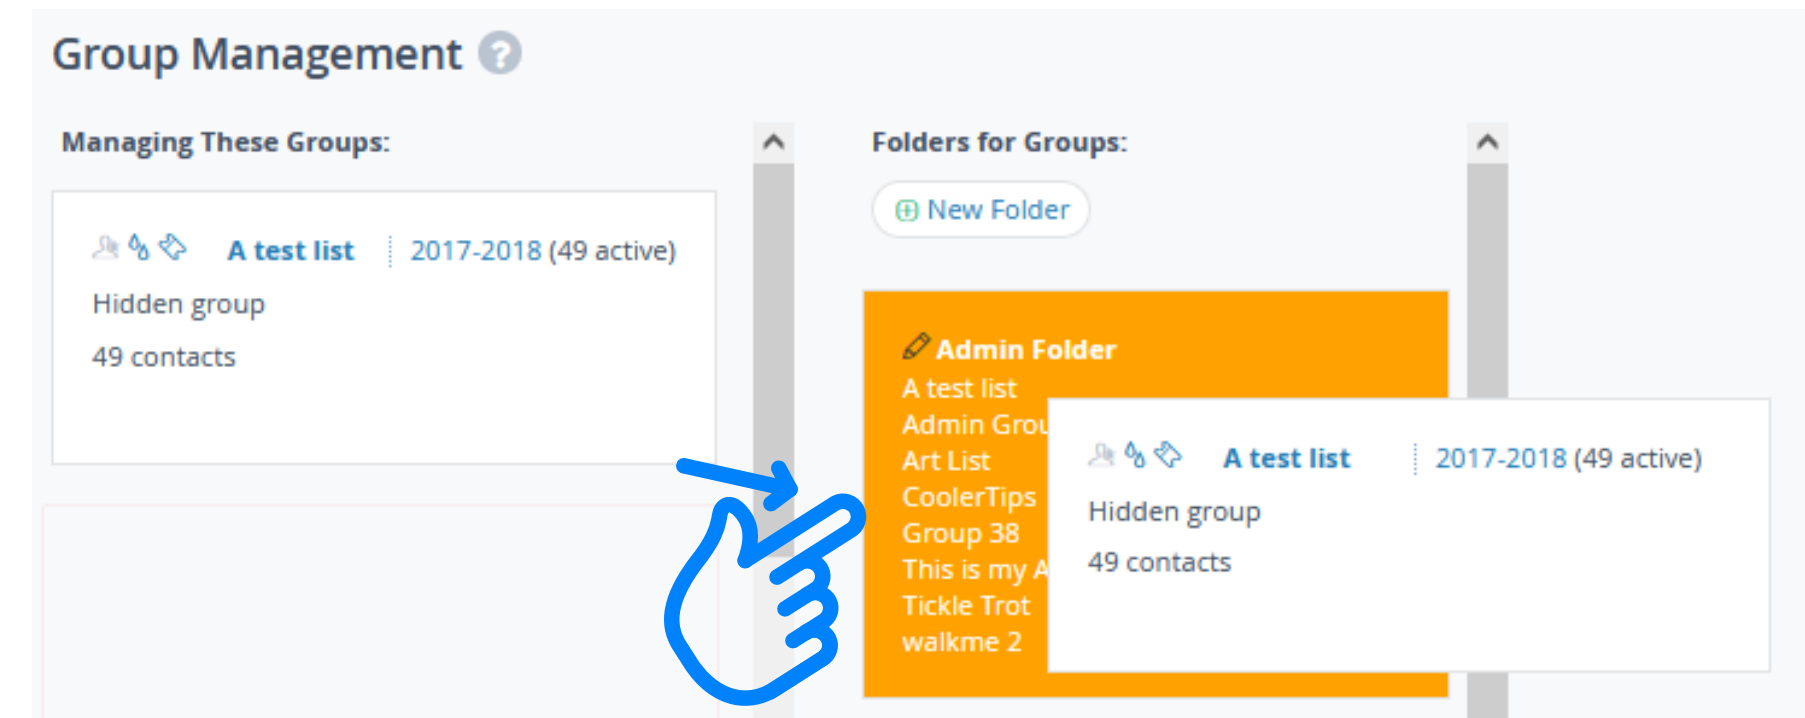 Group Management ?
Managing These Groups:
A test list 2017-2018 (49 active)
Hidden group
49 contacts
Folders for Groups:
New Folder
Admin Folder
A test list
Admin
Art List
CoolerTips
Group 38
This is my
Tickle Trot
walkme 2
A test list 2017-2018 (49 active)
Hidden group
49 contacts